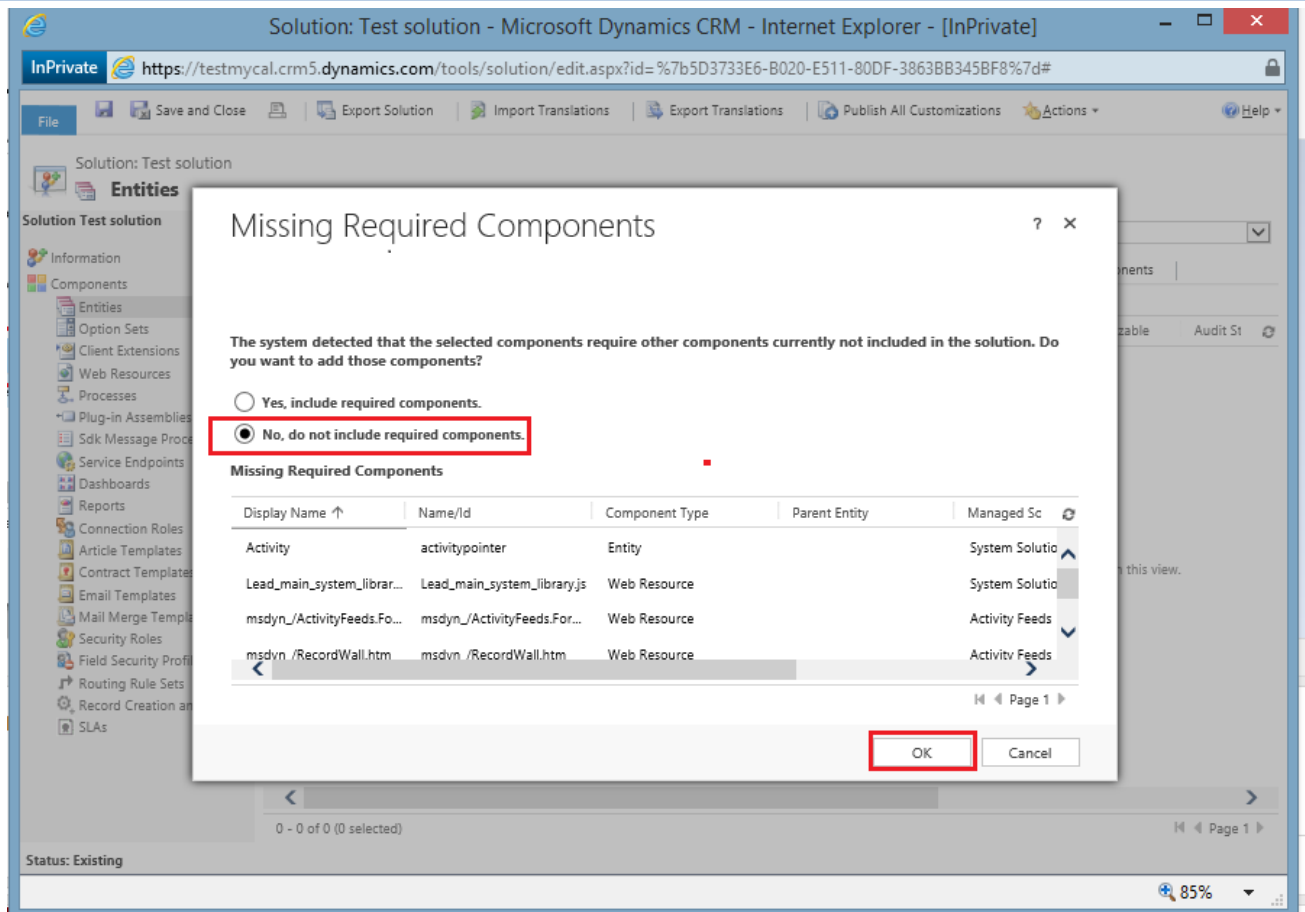 Solution: Test solution - Microsoft Dynamics CRM - Internet Explorer - [InPrivate]
InPrivate https://testmycal.crm5.dynamics.com/tools/solution/edit.aspx?id=%7b5D3733E6-B020-E511-80DF-3863BB345BF8%7d#
File Save and Close Export Solution Import Translations Export Translations Publish All Customizations Actions Help
Solution: Test solution
Entities
Solution Test solution
Information
Components
Entities
Option Sets
Client Extensions
Web Resources
Processes
Plug-in Assemblies
Sdk Message Proce
Service Endpoints
Dashboards
Reports
Connection Roles
Article Templates
Contract Templates
Email Templates
Mail Merge Templa
Security Roles
Field Security Profi
Routing Rule Sets
Record Creation an
SLAs
nents
zable Audit St
n this view.
Missing Required Components ?
The system detected that the selected components require other components currently not included in the solution. Do
you want to add those components?
Yes, include required components.
No, do not include required components.
Missing Required Components
Display Name Name/Id Component Type Parent Entity Managed Sc
Activity activitypointer Entity System Solutio
Lead_main_system_librar... Lead_main_system_library.js Web Resource System Solutio
msdyn_/ActivityFeeds.Fo... msdyn_/ActivityFeeds.For... Web Resource Activity Feeds
msdyn_/RecordWall.htm msdyn_/RecordWall.htm Web Resource Activity Feeds
Page 1
OK Cancel
0 - 0 of 0 (0 selected) Page 1
Status: Existing
85%